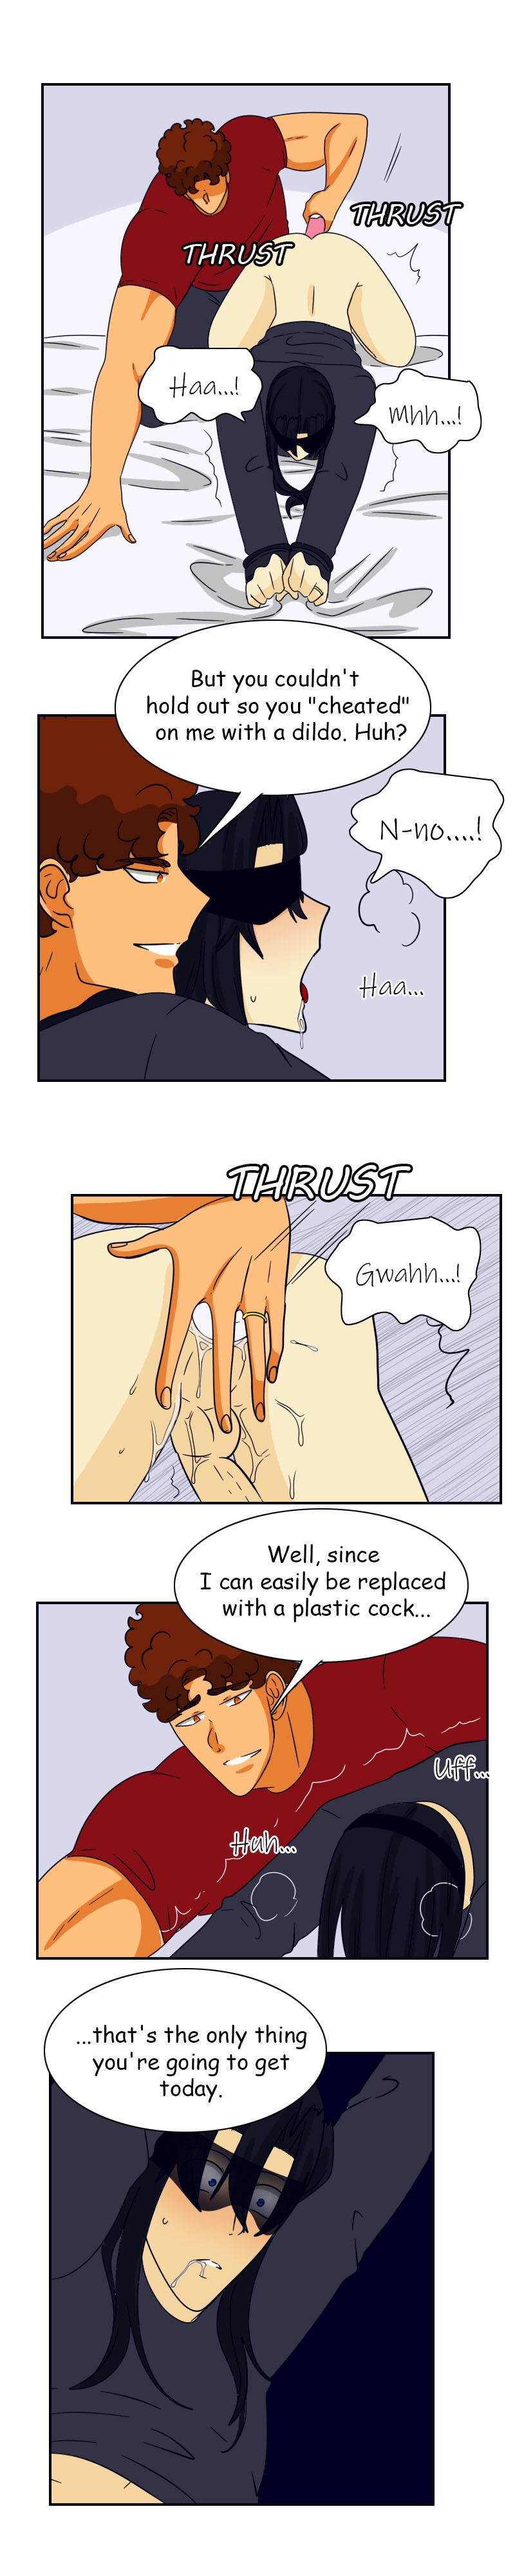 THRUST
THRUST
Haa...!
Mhh...!
But you couldn't
hold out so you "cheated"
on me with a dildo. Huh?
N-no....!
Haa...
THRUST
Gwahh...!
Well, since
I can easily be replaced
with a plastic cock...
Uff...
Huh...
...that's the only thing
you're going to get
today.